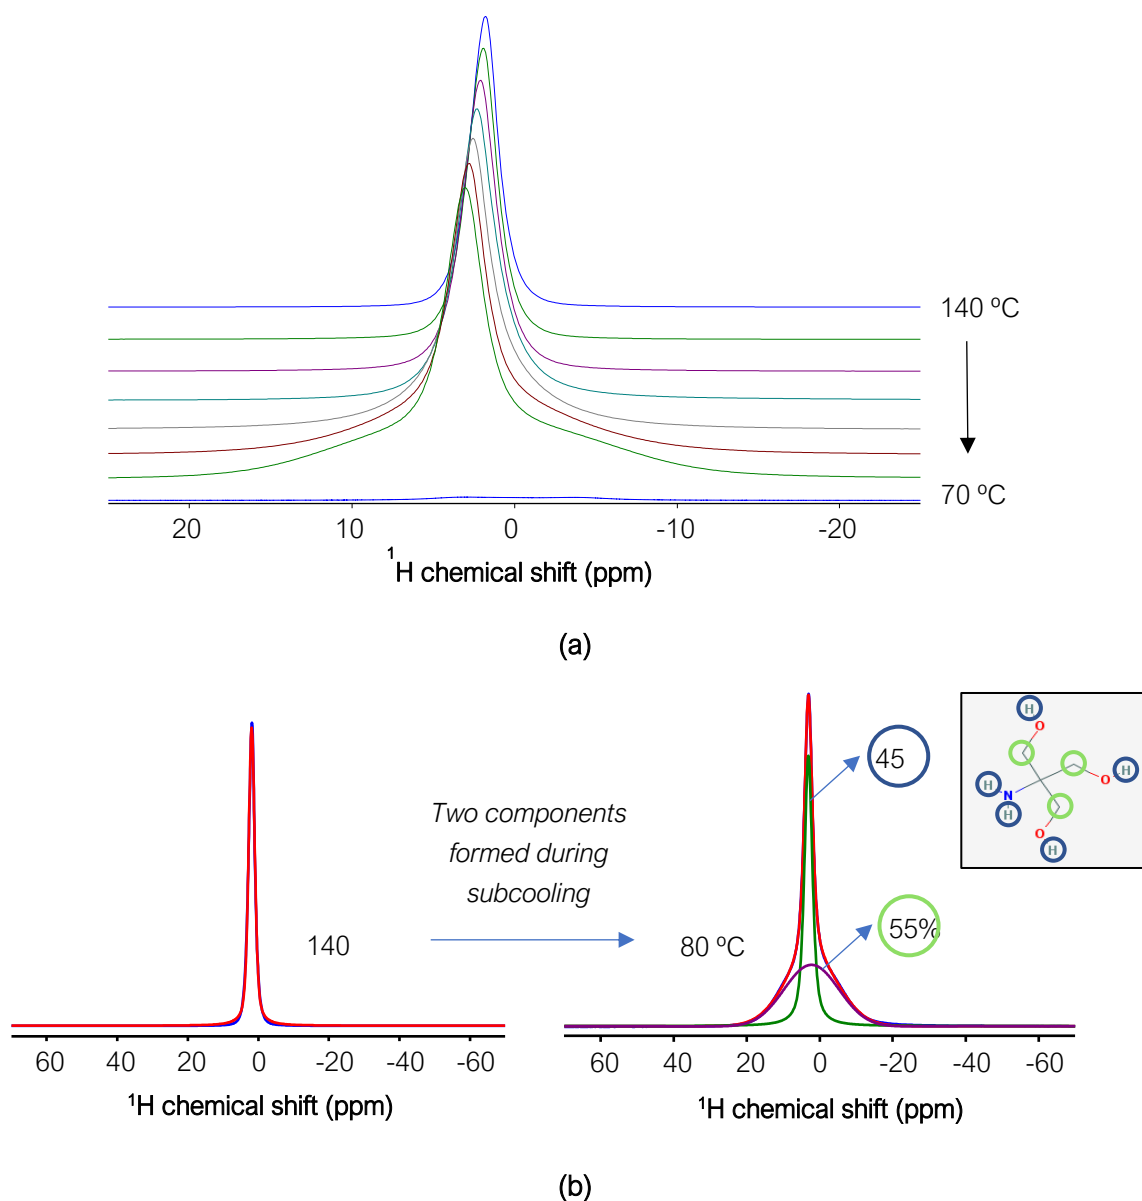 140 ºC
70 ºC
20 10 0 -10 -20
¹H chemical shift (ppm)
(a)
H
O
H
O
H
N
H
O
H
45
Two components
formed during
subcooling
55%
140
80 ºC
60 40 20 0 -20 -40 -60
60 40 20 0 -20 -40 -60
¹H chemical shift (ppm)
¹H chemical shift (ppm)
(b)